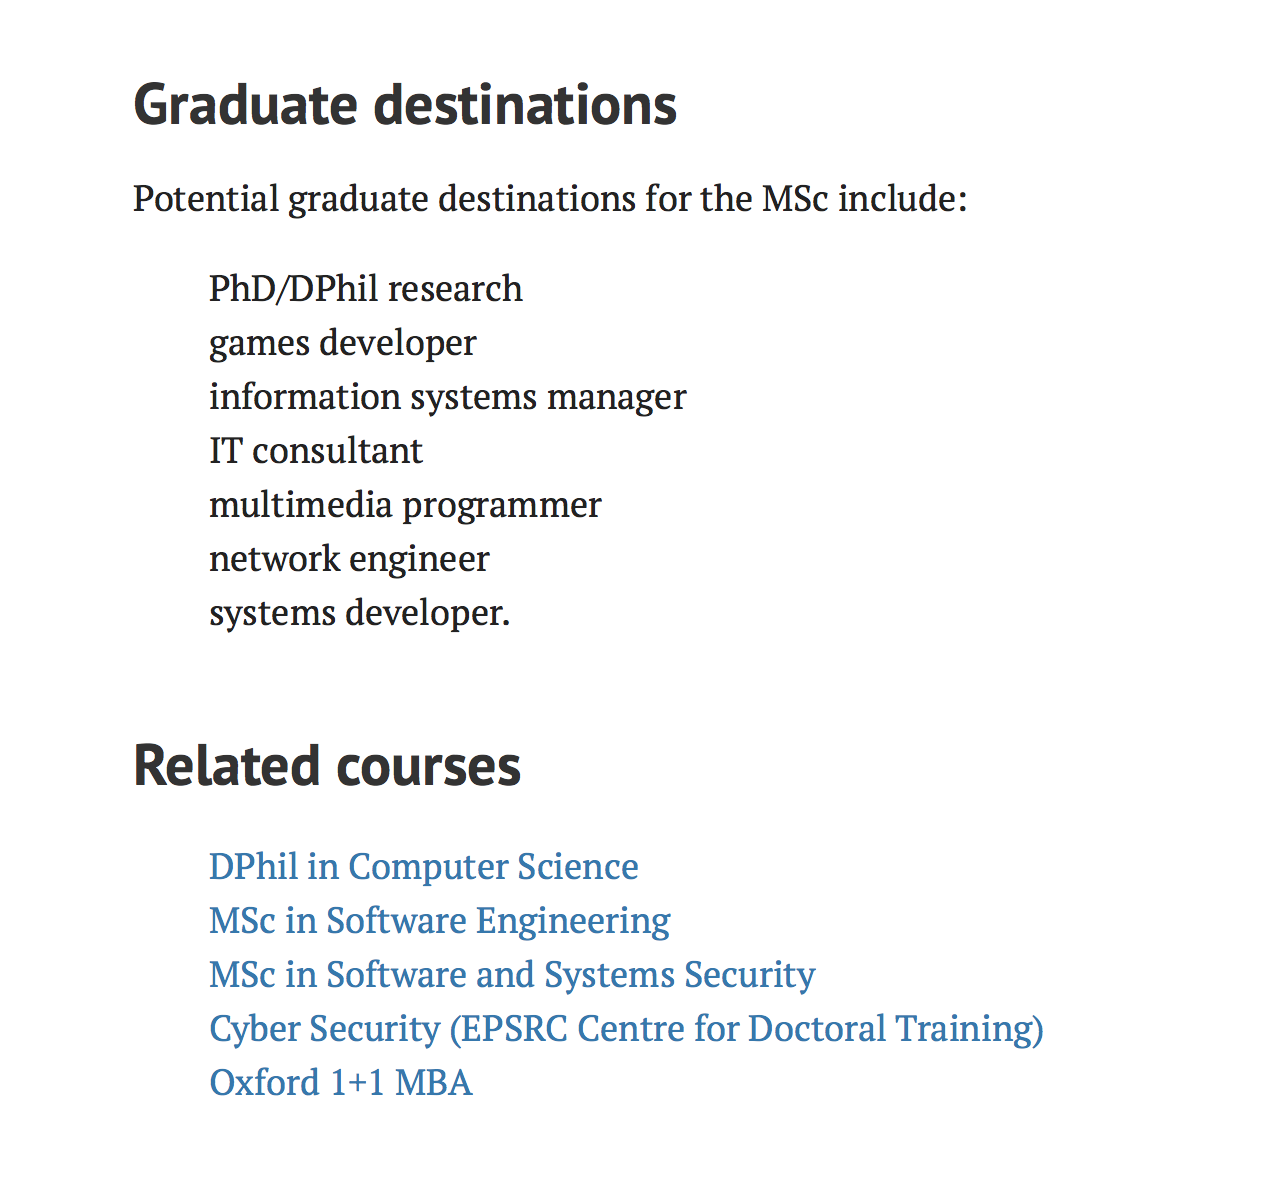 Graduate destinations
Potential graduate destinations for the MSc include:
PhD/DPhil research
games developer
information systems manager
IT consultant
multimedia programmer
network engineer
systems developer.
Related courses
DPhil in Computer Science
MSc in Software Engineering
MSc in Software and Systems Security
Cyber Security (EPSRC Centre for Doctoral Training)
Oxford 1+1 MBA